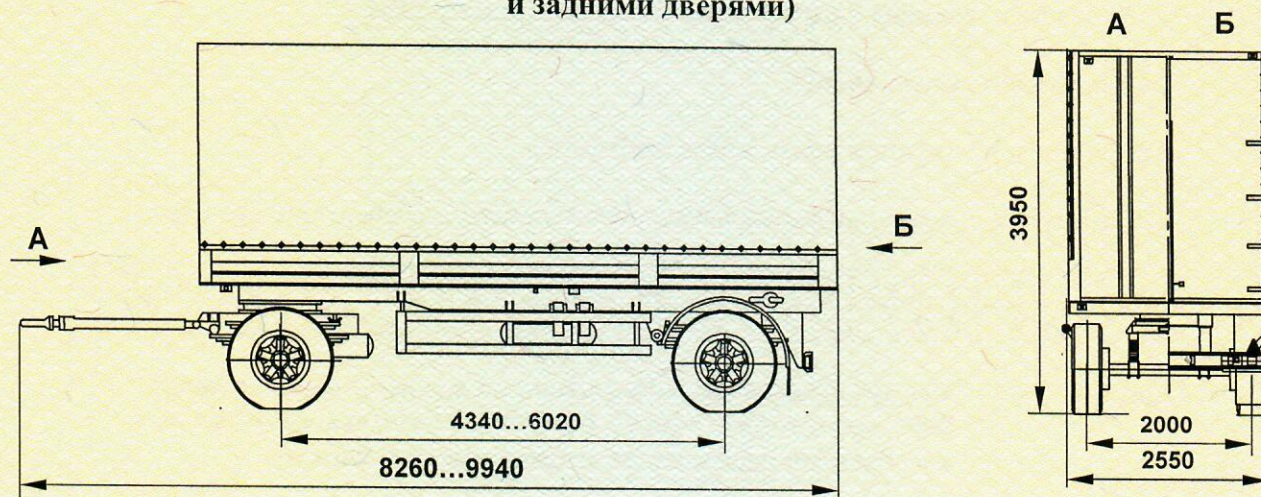 и задними дверями)
А Б
3950
А
Б
4340...6020
2000
8260...9940
2550